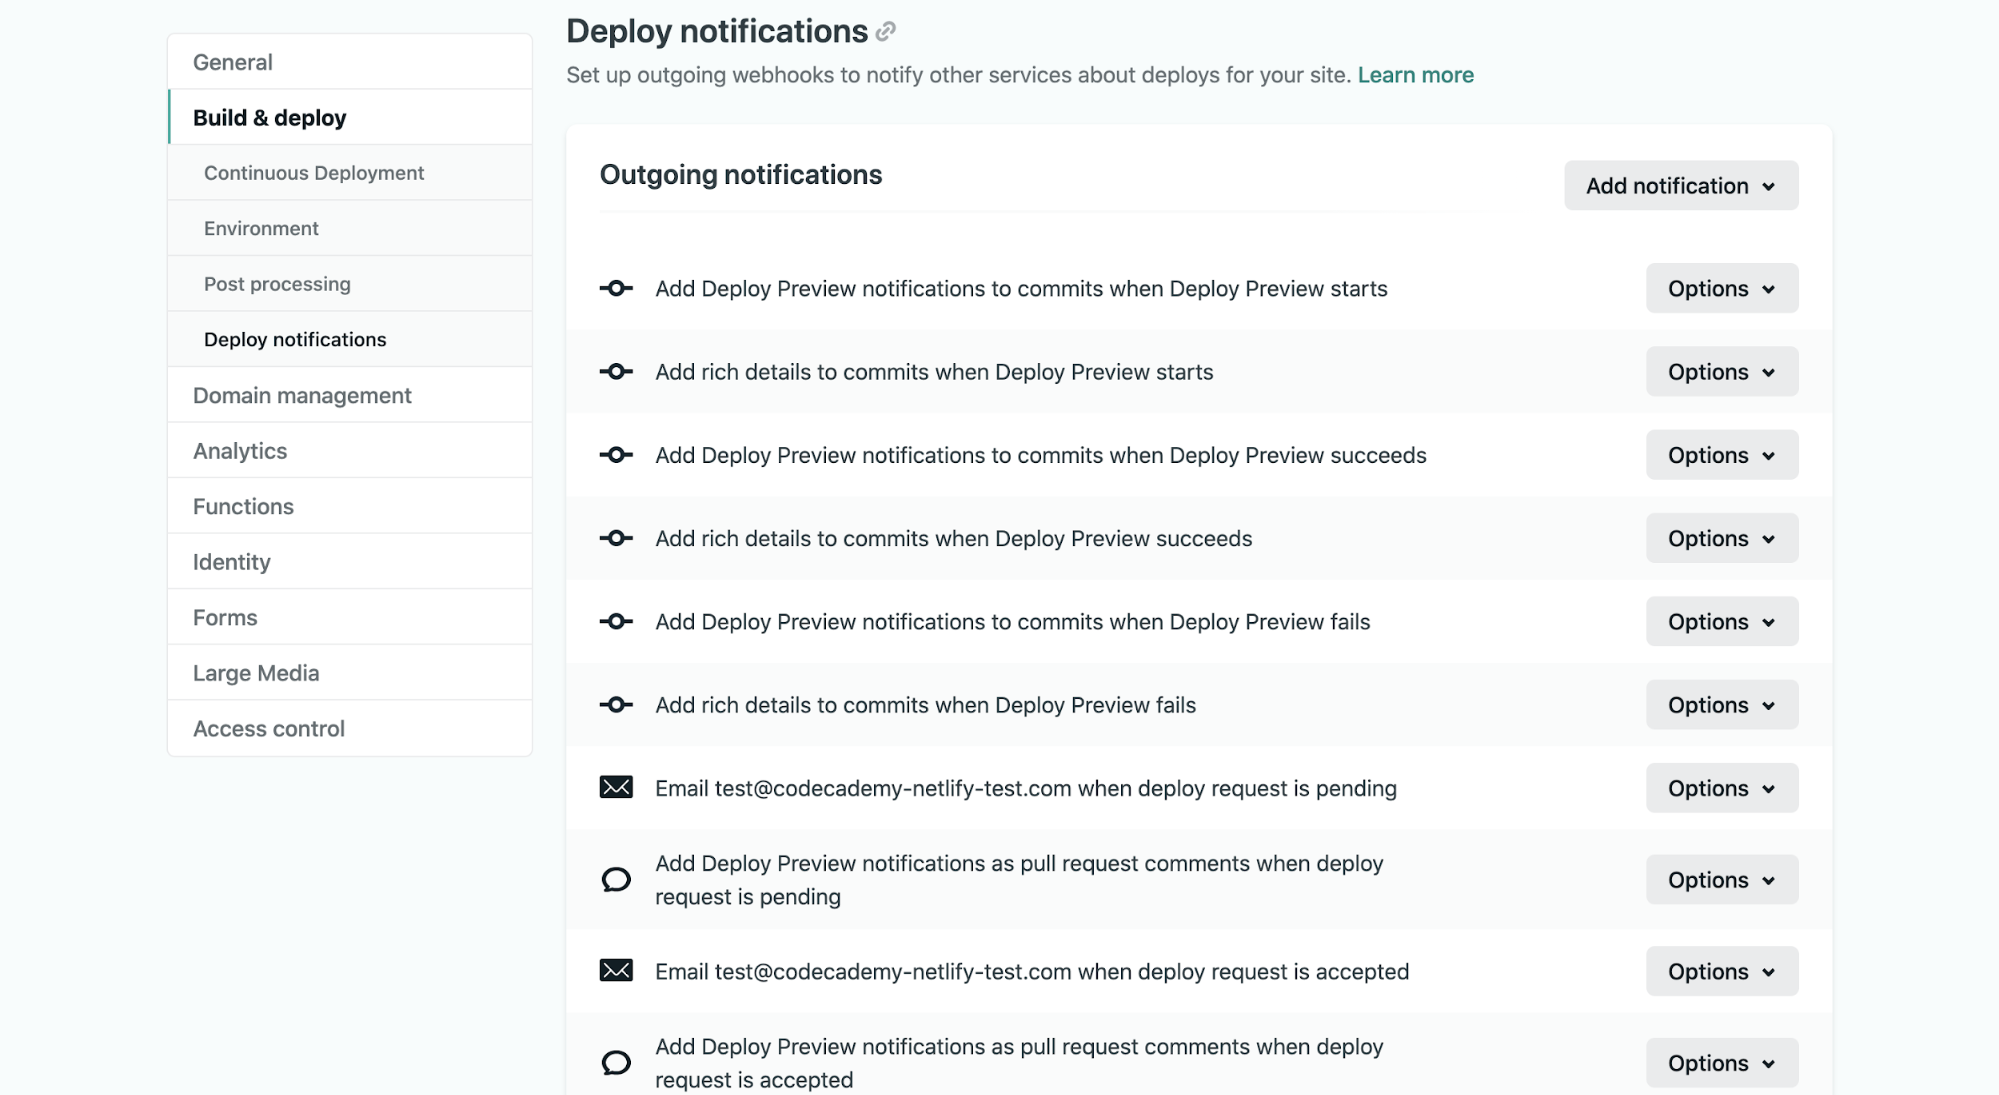 General
Build & deploy
Continuous Deployment
Environment
Post processing
Deploy notifications
Domain management
Analytics
Functions
Identity
Forms
Large Media
Access control
Deploy notifications
Set up outgoing webhooks to notify other services about deploys for your site. Learn more
Outgoing notifications
Add notification
Add Deploy Preview notifications to commits when Deploy Preview starts
Options
Add rich details to commits when Deploy Preview starts
Options
Add Deploy Preview notifications to commits when Deploy Preview succeeds
Options
Add rich details to commits when Deploy Preview succeeds
Options
Add Deploy Preview notifications to commits when Deploy Preview fails
Options
Add rich details to commits when Deploy Preview fails
Options
Email test@codecademy-netlify-test.com when deploy request is pending
Options
Add Deploy Preview notifications as pull request comments when deploy
request is pending
Options
Email test@codecademy-netlify-test.com when deploy request is accepted
Options
Add Deploy Preview notifications as pull request comments when deploy
request is accepted
Options